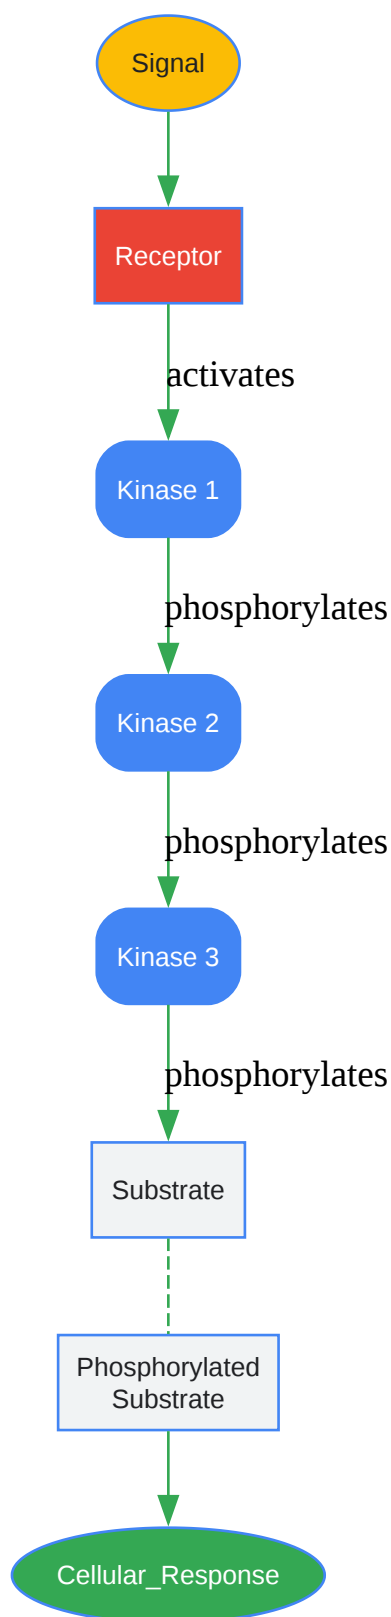 Signal
Receptor
activates
Kinase 1
phosphorylates
Kinase 2
phosphorylates
Kinase 3
phosphorylates
Substrate
Phosphorylated
Substrate
Cellular_Response